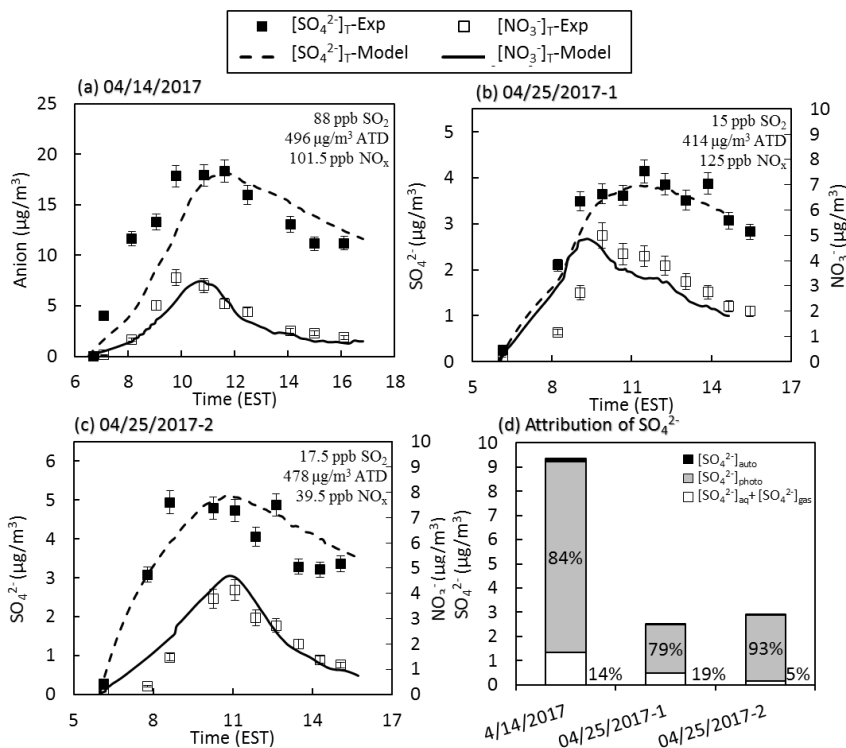 [SO₄²⁻]T-Exp [NO₃⁻]T-Exp
[SO₄²⁻]T-Model [NO₃⁻]T-Model
(a) 04/14/2017
88 ppb SO₂
496 µg/m³ ATD
101.5 ppb NOₓ
Anion (µg/m³)
25
20
15
10
5
0
6 8 10 12 14 16 18
Time (EST)
(b) 04/25/2017-1
15 ppb SO₂
414 µg/m³ ATD
125 ppb NOₓ
SO₄²⁻ (µg/m³)
5
4
3
2
1
0
10
9
8
7
6
5
4
3
2
1
0
NO₃⁻ (µg/m³)
5 7 9 11 13 15 17
Time (EST)
(c) 04/25/2017-2
17.5 ppb SO₂
478 µg/m³ ATD
39.5 ppb NOₓ
SO₄²⁻ (µg/m³)
6
5
4
3
2
1
0
10
9
8
7
6
5
4
3
2
1
0
NO₃⁻ (µg/m³)
5 8 11 14 17
Time (EST)
(d) Attribution of SO₄²⁻
[SO₄²⁻]auto
[SO₄²⁻]photo
[SO₄²⁻]aq+[SO₄²⁻]gas
SO₄²⁻ (µg/m³)
10
9
8
7
6
5
4
3
2
1
0
84%
14%
79%
19%
93%
5%
4/14/2017
04/25/2017-1
04/25/2017-2